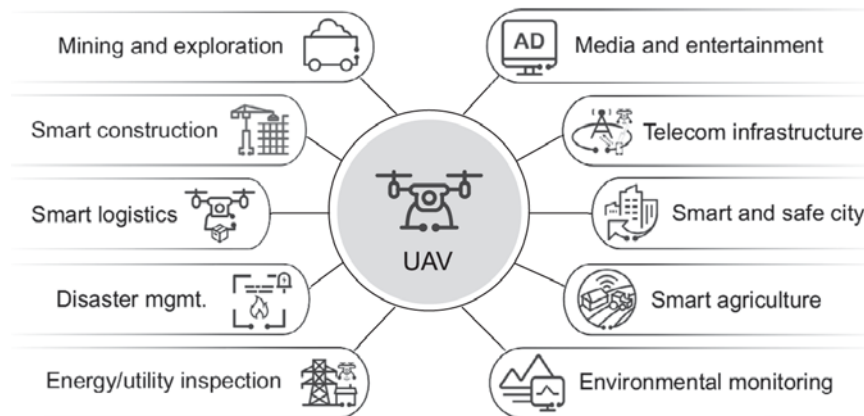 Mining and exploration
AD
Media and entertainment
Smart construction
Telecom infrastructure
Smart logistics
UAV
Smart and safe city
Disaster mgmt.
Smart agriculture
Energy/utility inspection
Environmental monitoring